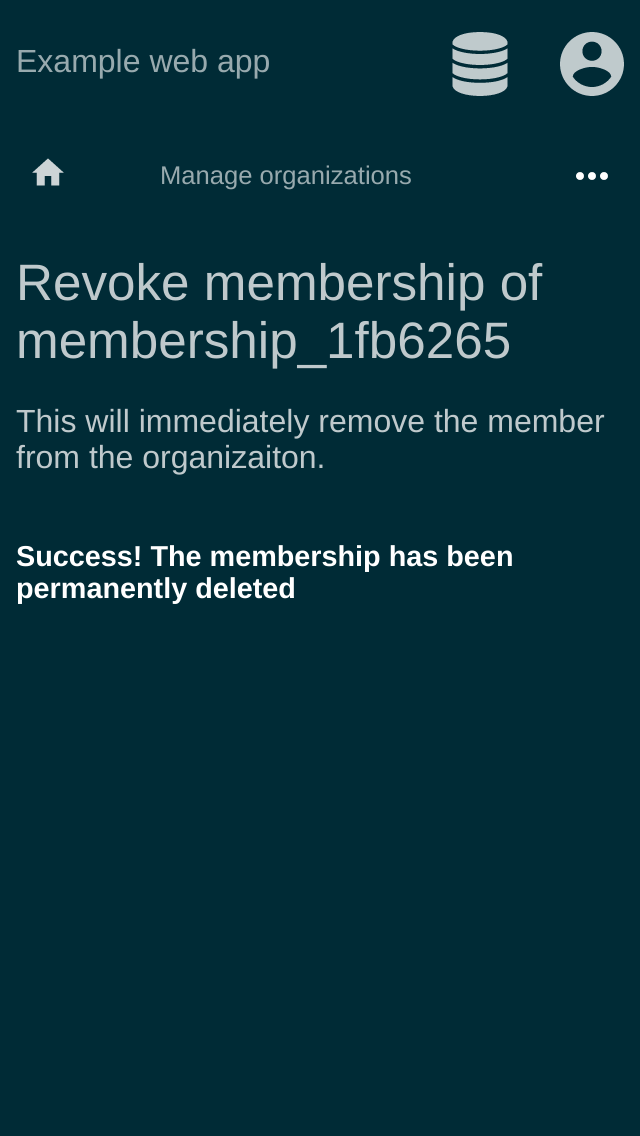 Example web app
Manage organizations
Revoke membership of
membership_1fb6265
This will immediately remove the member
from the organizaiton.
Success! The membership has been
permanently deleted